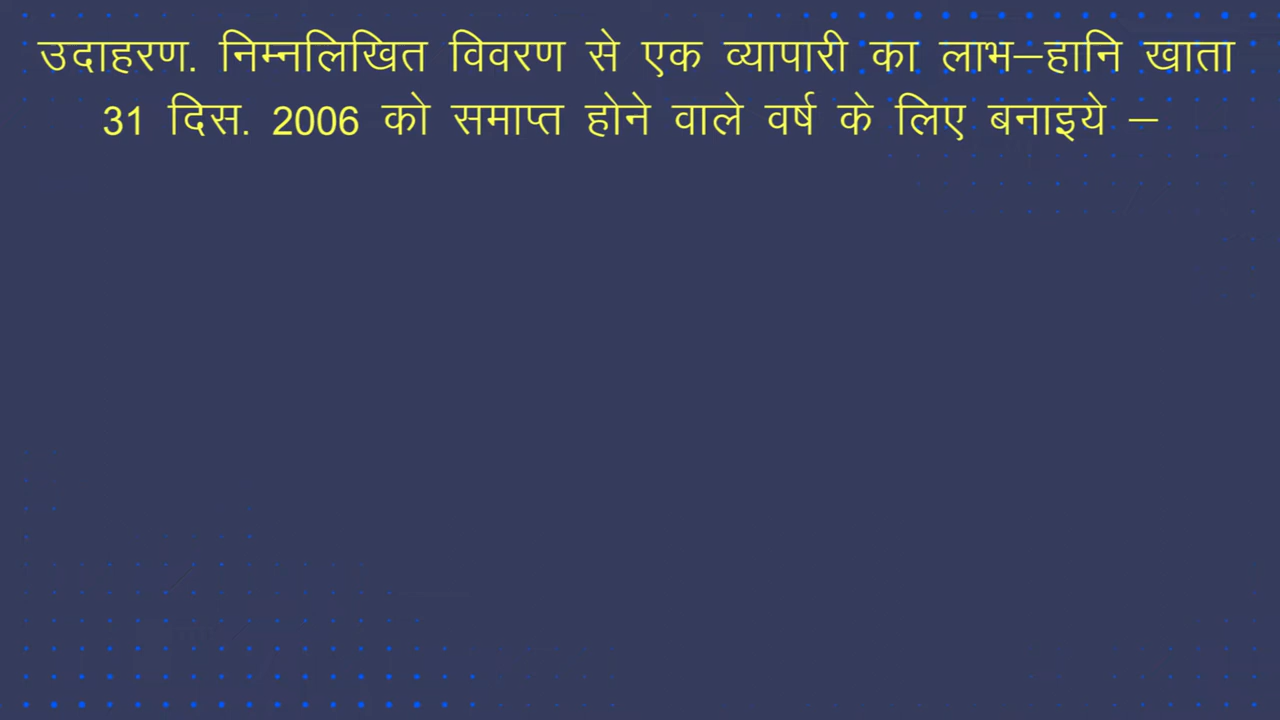 उदाहरण. निम्नलिखित विवरण से एक व्यापारी का लाभ–हानि खाता
31 दिस. 2006 को समाप्त होने वाले वर्ष के लिए बनाइये –